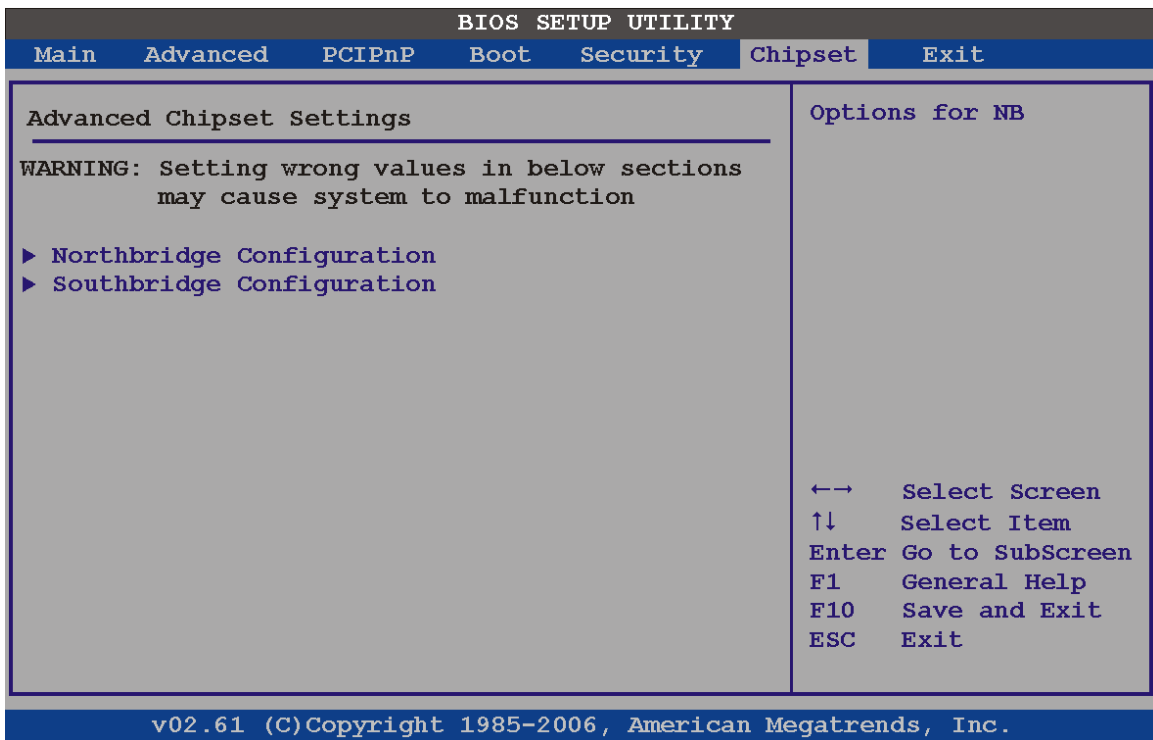 BIOS SETUP UTILITY
Main Advanced PCIPnP Boot Security Chipset Exit
Advanced Chipset Settings
WARNING: Setting wrong values in below sections
may cause system to malfunction
▶ Northbridge Configuration
▶ Southbridge Configuration
Options for NB
←→ Select Screen
↑↓ Select Item
Enter Go to SubScreen
F1 General Help
F10 Save and Exit
ESC Exit
v02.61 (C)Copyright 1985-2006, American Megatrends, Inc.